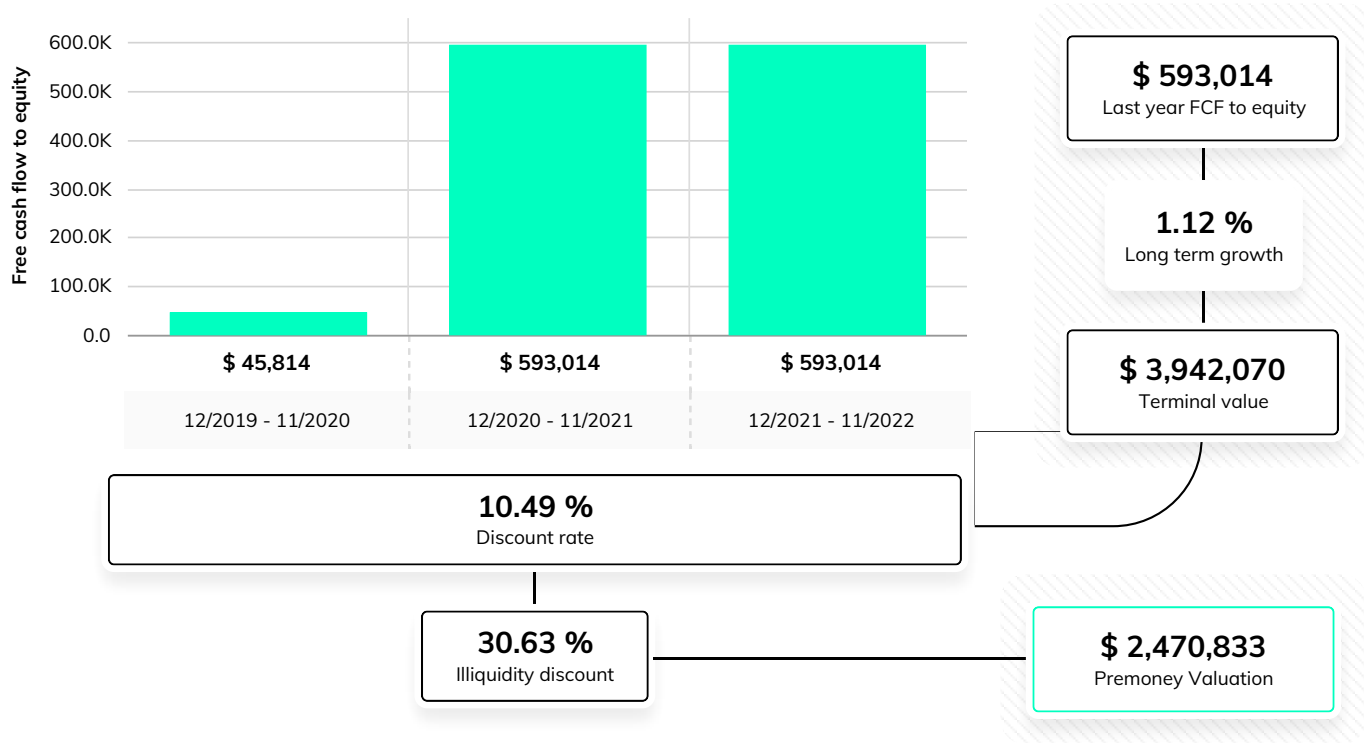 Free cash flow to equity
600.0K
500.0K
400.0K
300.0K
200.0K
100.0K
0.0
$ 45,814
$ 593,014
$ 593,014
12/2019 - 11/2020
12/2020 - 11/2021
12/2021 - 11/2022
$ 593,014
Last year FCF to equity
1.12 %
Long term growth
$ 3,942,070
Terminal value
10.49 %
Discount rate
30.63 %
Illiquidity discount
$ 2,470,833
Premoney Valuation